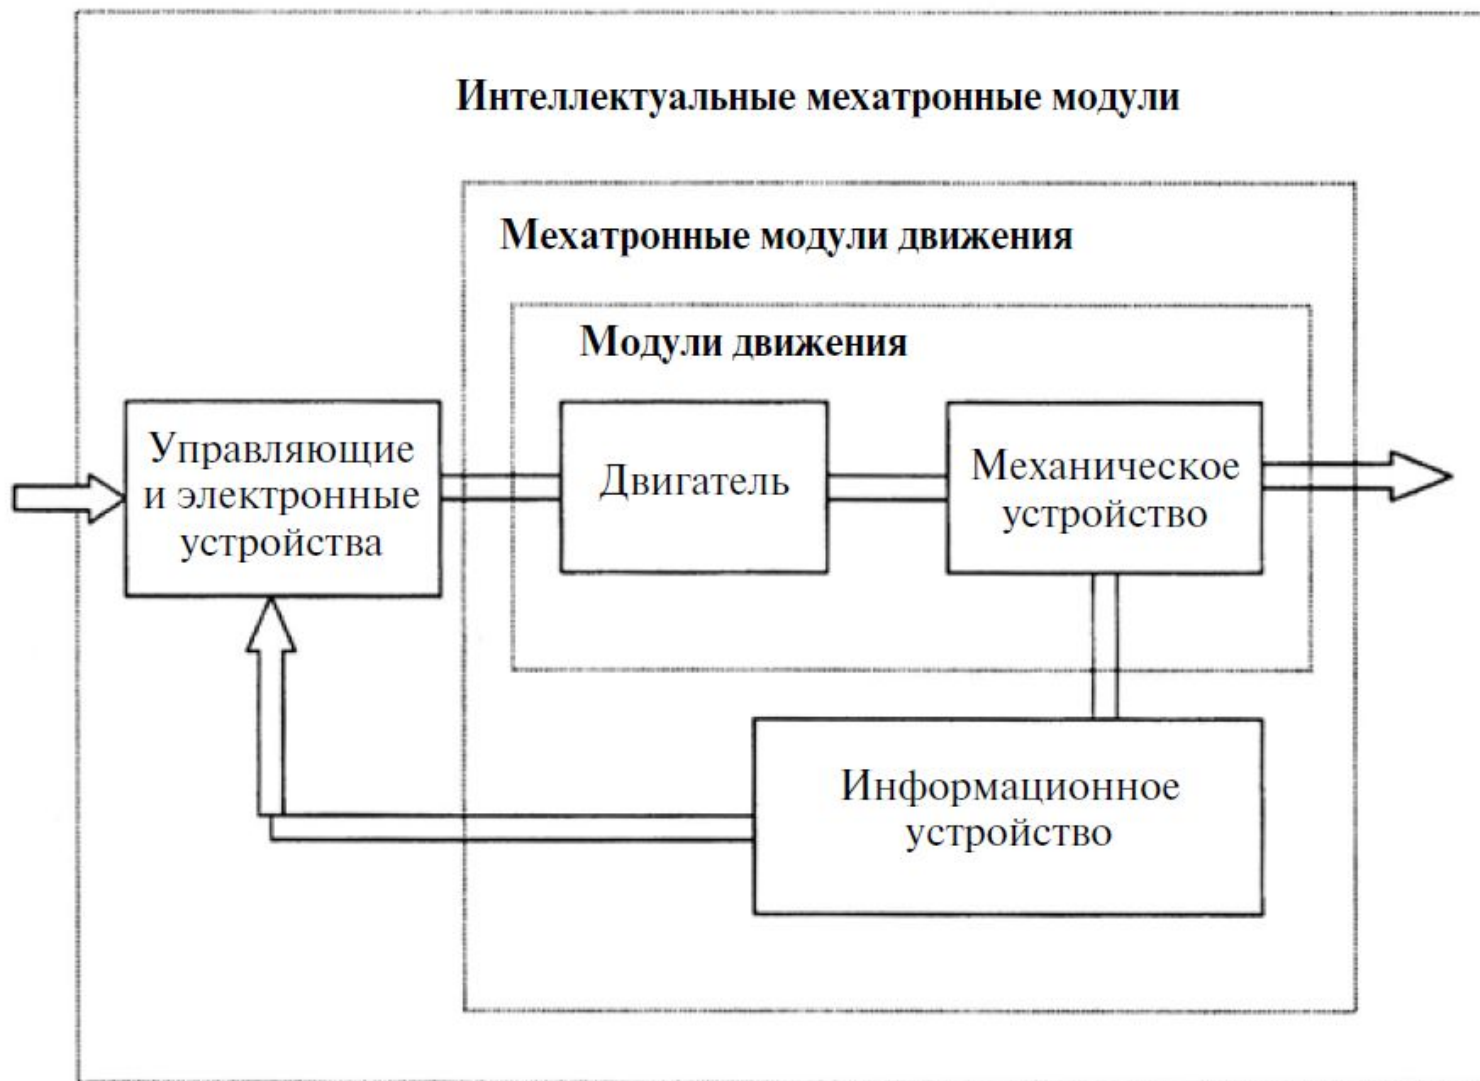 Интеллектуальные мехатронные модули
Мехатронные модули движения
Модули движения
Управляющие
и электронные
устройства
Двигатель
Механическое
устройство
Информационное
устройство